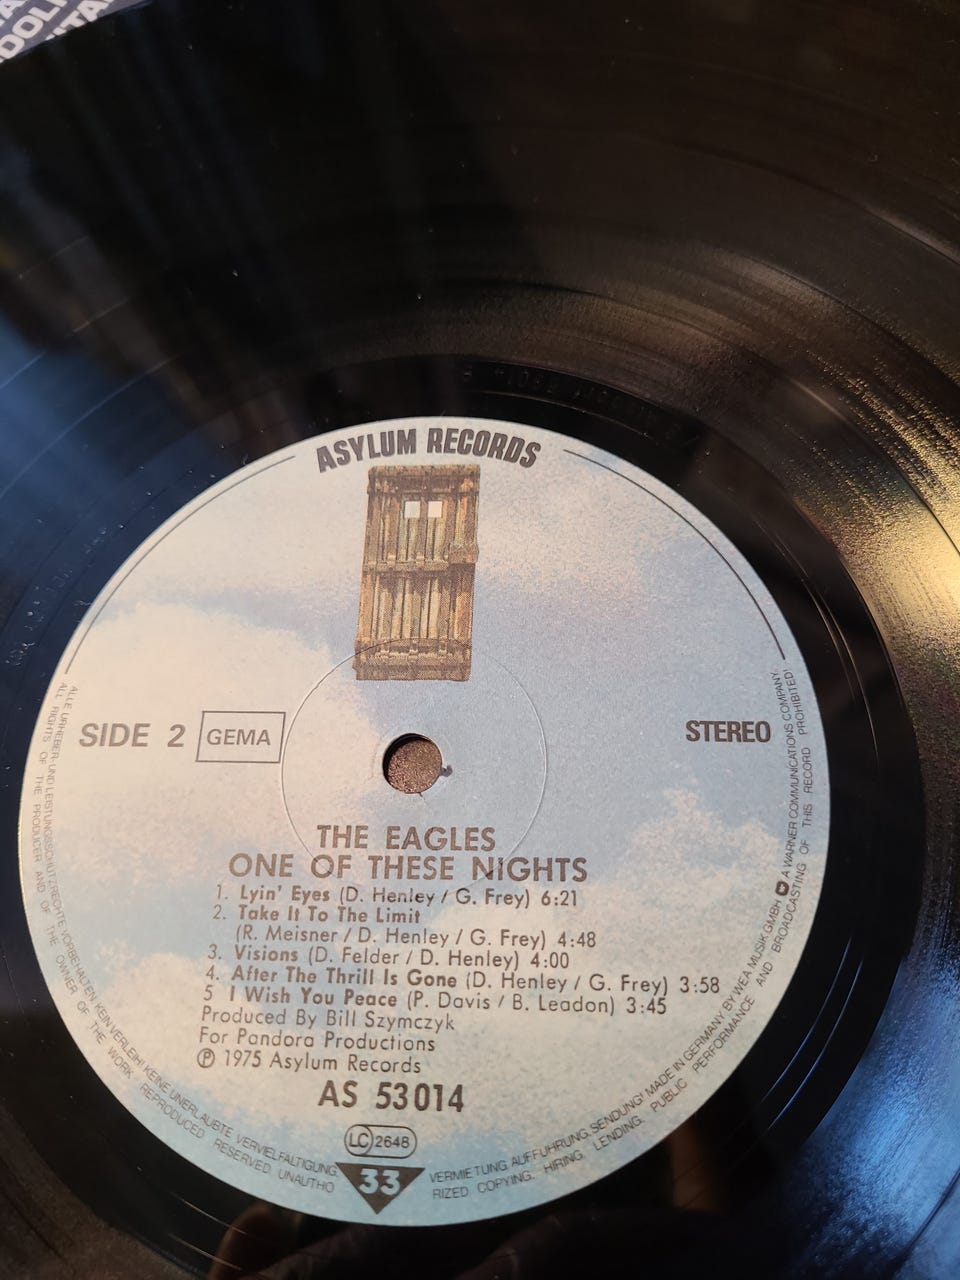 ASYLUM RECORDS
SIDE 2 GEMA
STEREO
THE EAGLES
ONE OF THESE NIGHTS
1. Lyin' Eyes (D. Henley / G. Frey) 6:21
2. Take It To The Limit
(R. Meisner / D. Henley / G. Frey) 4:48
3. Visions (D. Felder / D. Henley) 4:00
4. After The Thrill Is Gone (D. Henley / G. Frey) 3:58
5 I Wish You Peace (P. Davis / B. Leadon) 3:45
Produced By Bill Szymczyk
For Pandora Productions
℗ 1975 Asylum Records
AS 53014
LC 2648
33
ALLE URHEBER- UND LEISTUNGSSCHUTZRECHTE VORBEHALTEN KEIN VERLEIH! KEINE UNERLAUBTE VERVIELFÄLTIGUNG, VERMIETUNG, AUFFÜHRUNG, SENDUNG! MADE IN GERMANY BY WEA MUSIK GMBH A WARNER COMMUNICATIONS COMPANY.
ALL RIGHTS OF THE PRODUCER AND OF THE OWNER OF THE WORK REPRODUCED RESERVED. UNAUTHORIZED COPYING, HIRING, LENDING, PUBLIC PERFORMANCE AND BROADCASTING OF THIS RECORD PROHIBITED!